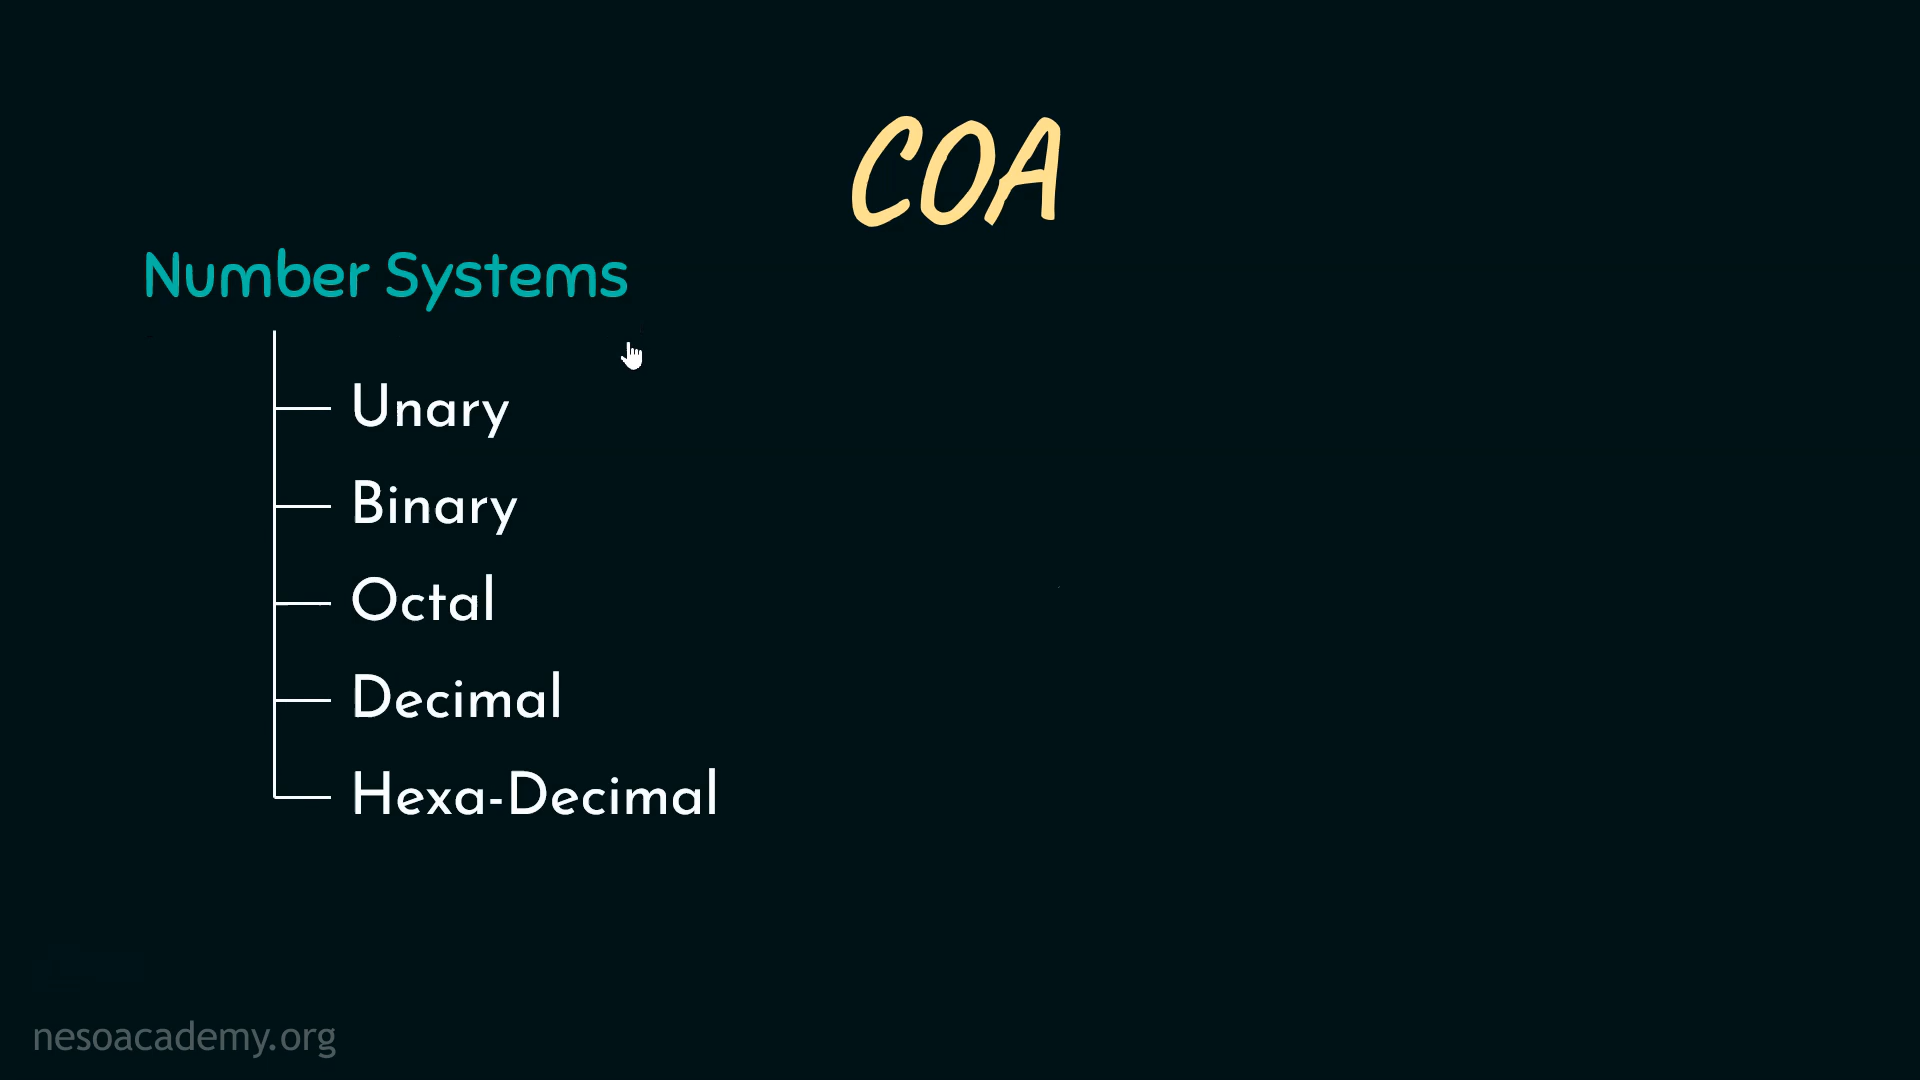 COA
Number Systems
Unary
Binary
Octal
Decimal
Hexa-Decimal
nesoacademy.org